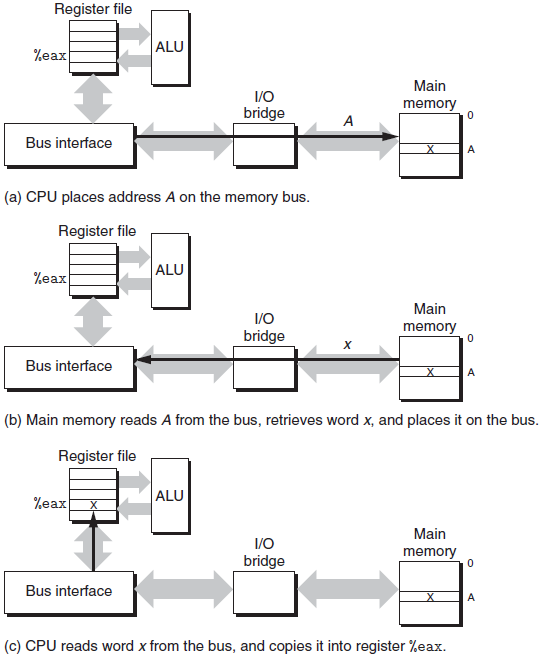 Register file
%eax
ALU
I/O
bridge
Main
memory
0
A
Bus interface
x
A
(a) CPU places address A on the memory bus.
Register file
%eax
ALU
I/O
bridge
Main
memory
0
x
Bus interface
x
A
(b) Main memory reads A from the bus, retrieves word x, and places it on the bus.
Register file
%eax
x
ALU
I/O
bridge
Main
memory
0
Bus interface
x
A
(c) CPU reads word x from the bus, and copies it into register %eax.